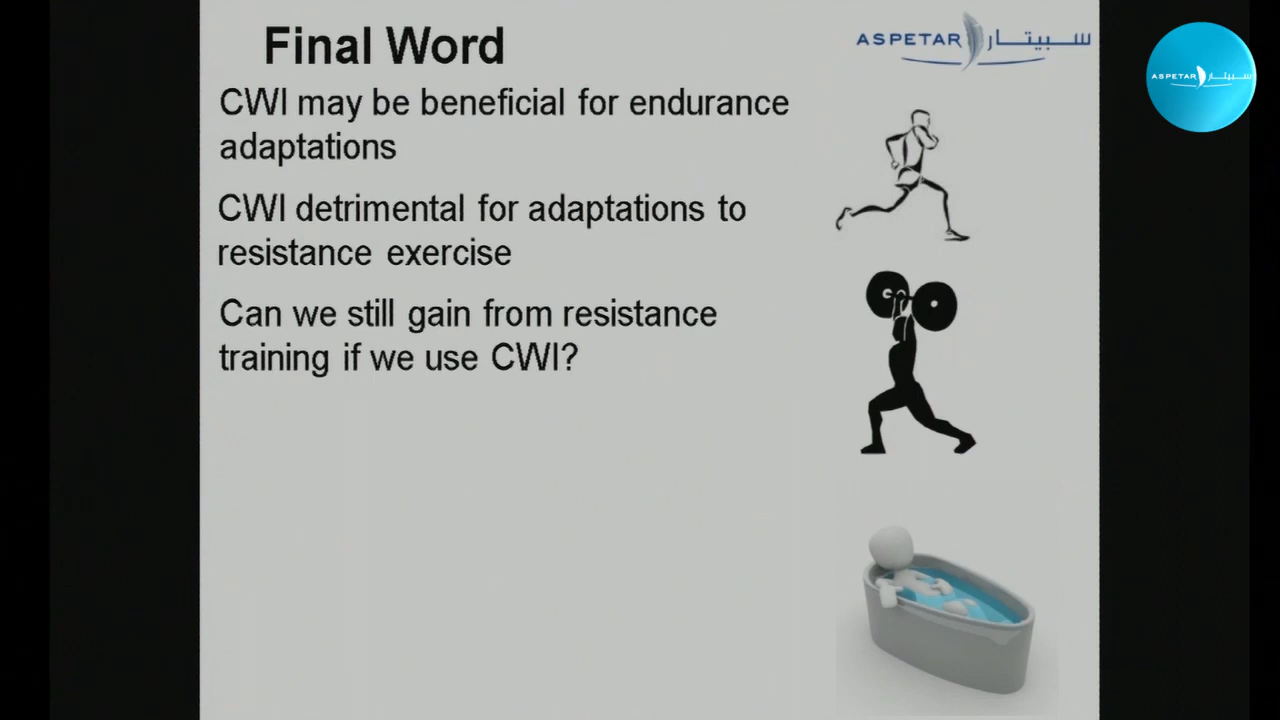 Final Word
ASPETAR سبيتار
ASPETAR سبيتار
CWI may be beneficial for endurance
adaptations
CWI detrimental for adaptations to
resistance exercise
Can we still gain from resistance
training if we use CWI?